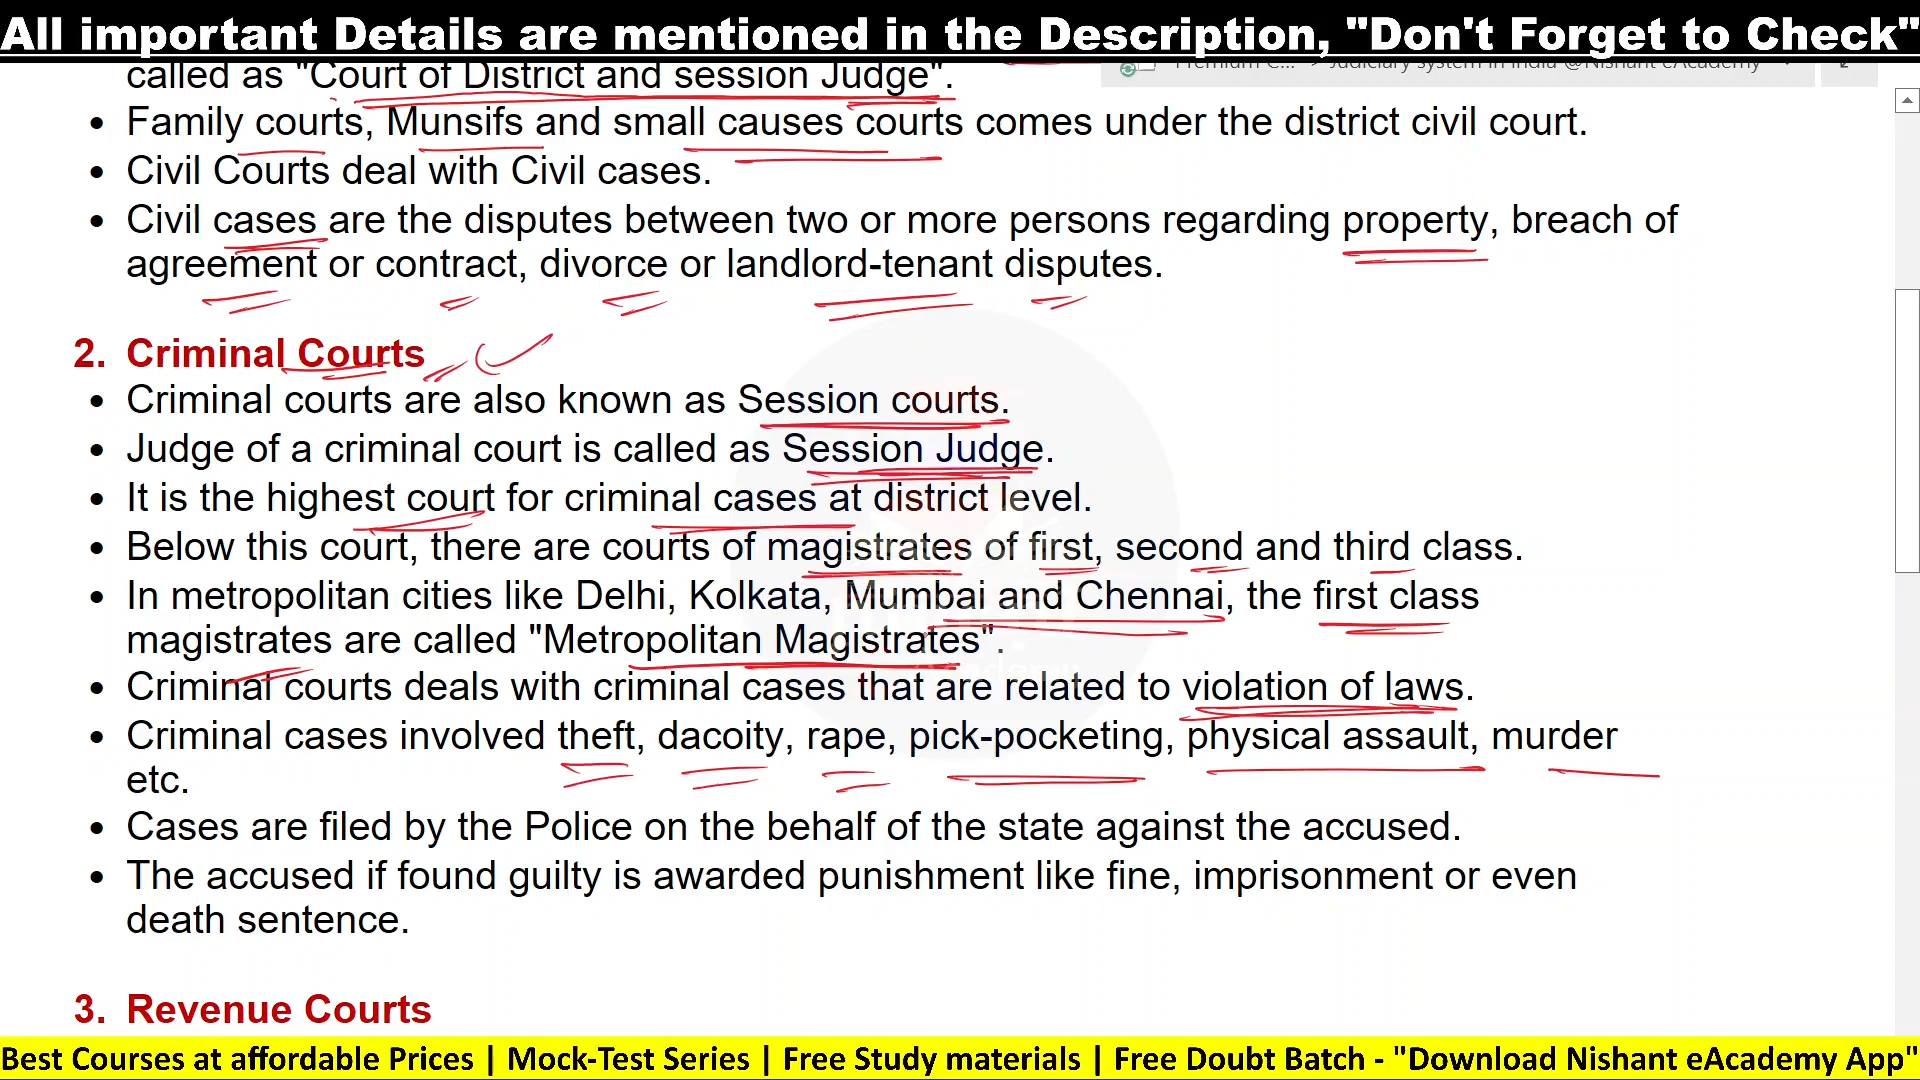 All important Details are mentioned in the Description, "Don't Forget to Check"
called as "Court of District and session Judge".
Premium C... > Judiciary system in India @Nishant eAcademy
• Family courts, Munsifs and small causes courts comes under the district civil court.
• Civil Courts deal with Civil cases.
• Civil cases are the disputes between two or more persons regarding property, breach of
agreement or contract, divorce or landlord-tenant disputes.
2. Criminal Courts
• Criminal courts are also known as Session courts.
• Judge of a criminal court is called as Session Judge.
• It is the highest court for criminal cases at district level.
• Below this court, there are courts of magistrates of first, second and third class.
• In metropolitan cities like Delhi, Kolkata, Mumbai and Chennai, the first class
magistrates are called "Metropolitan Magistrates".
• Criminal courts deals with criminal cases that are related to violation of laws.
• Criminal cases involved theft, dacoity, rape, pick-pocketing, physical assault, murder
etc.
• Cases are filed by the Police on the behalf of the state against the accused.
• The accused if found guilty is awarded punishment like fine, imprisonment or even
death sentence.
3. Revenue Courts
Best Courses at affordable Prices | Mock-Test Series | Free Study materials | Free Doubt Batch - "Download Nishant eAcademy App"